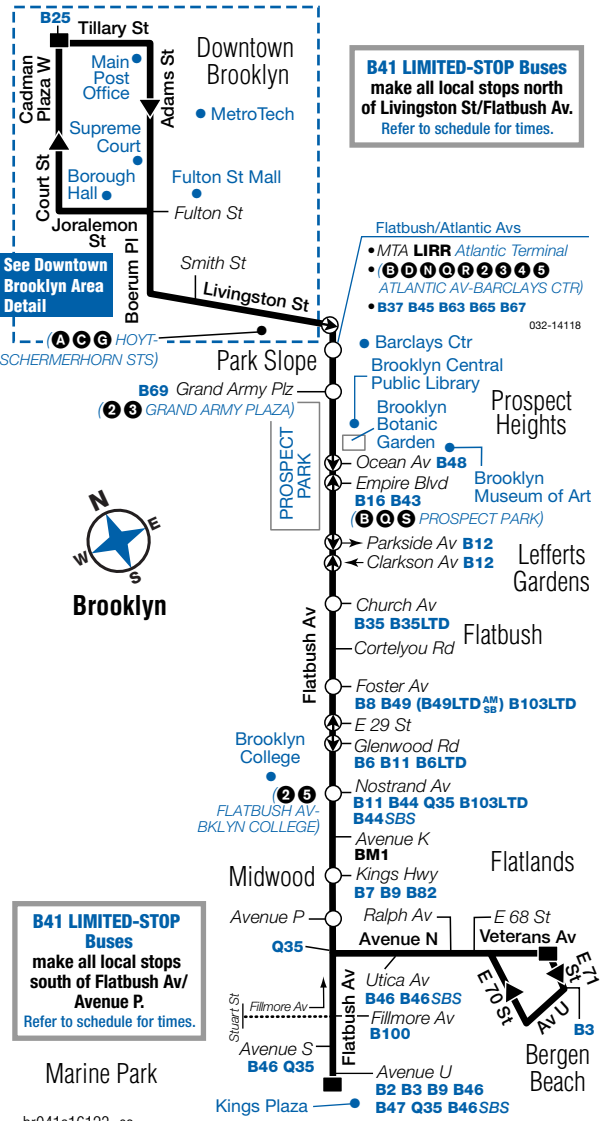 B25
Tillary St
Cadman
Plaza W
Main
Post
Office
Adams St
Downtown
Brooklyn
MetroTech
Supreme
Court
Court St
Borough
Hall
Fulton St Mall
Joralemon
St
Fulton St
Boerum Pl
Smith St
Livingston St
See Downtown
Brooklyn Area
Detail
(A C G HOYT-
SCHERMERHORN STS)
B41 LIMITED-STOP Buses
make all local stops north
of Livingston St/Flatbush Av.
Refer to schedule for times.
Flatbush/Atlantic Avs
• MTA LIRR Atlantic Terminal
• (B D N Q R 2 3 4 5
ATLANTIC AV-BARCLAYS CTR)
• B37 B45 B63 B65 B67
032-14118
Park Slope
Barclays Ctr
Brooklyn Central
Public Library
B69 Grand Army Plz
(2 3 GRAND ARMY PLAZA)
Brooklyn
Botanic
Garden
Prospect
Heights
PROSPECT
PARK
Ocean Av B48
Brooklyn
Museum of Art
Empire Blvd
B16 B43
(B Q S PROSPECT PARK)
N
E
W
S
Brooklyn
Parkside Av B12
Clarkson Av B12
Lefferts
Gardens
Flatbush Av
Church Av
B35 B35LTD
Flatbush
Cortelyou Rd
Foster Av
B8 B49 (B49LTD AM SB) B103LTD
E 29 St
Glenwood Rd
B6 B11 B6LTD
Brooklyn
College
(2 5
FLATBUSH AV-
BKLYN COLLEGE)
Nostrand Av
B11 B44 Q35 B103LTD
B44SBS
Avenue K
BM1
Midwood
Kings Hwy
B7 B9 B82
Flatlands
Avenue P
Ralph Av
E 68 St
Q35
Avenue N
Veterans Av
B41 LIMITED-STOP
Buses
make all local stops
south of Flatbush Av/
Avenue P.
Refer to schedule for times.
Utica Av
B46 B46SBS
E 70 St
E 71
St
Av U
B3
Stuart St
Fillmore Av
Flatbush Av
Fillmore Av
B100
Avenue S
B46 Q35
Bergen
Beach
Marine Park
Avenue U
B2 B3 B9 B46
B47 Q35 B46SBS
Kings Plaza